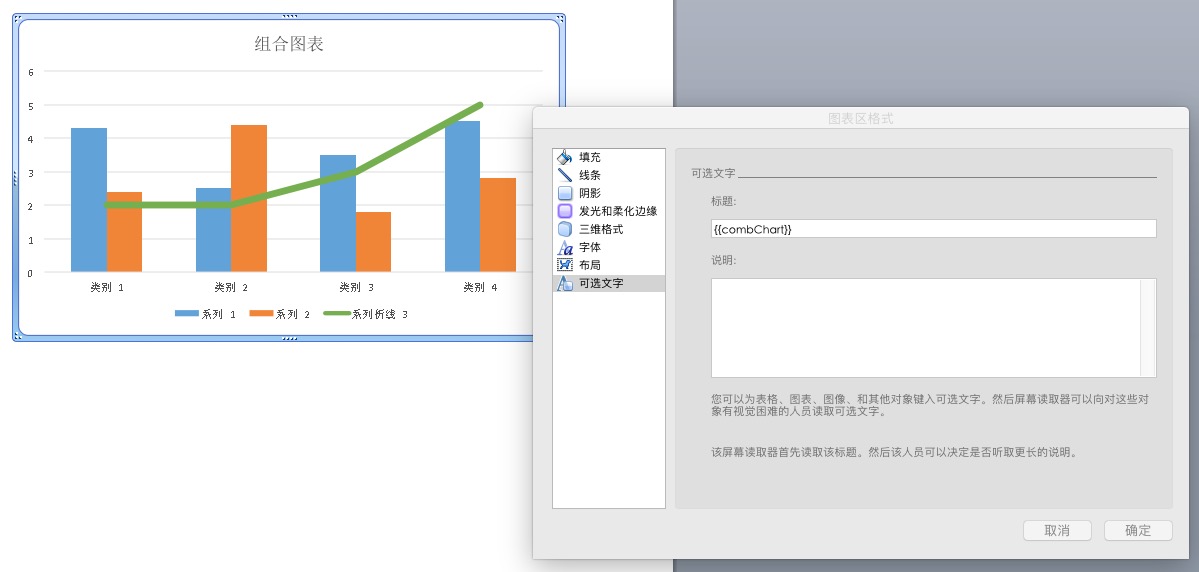 组合图表
6
5
4
3
2
1
0
类别 1
类别 2
类别 3
类别 4
系列 1
系列 2
系列折线 3
图表区格式
填充
线条
阴影
发光和柔化边缘
三维格式
字体
布局
可选文字
可选文字
标题:
{{combChart}}
说明:
您可以为表格、图表、图像、和其他对象键入可选文字。然后屏幕读取器可以向对这些对
象有视觉困难的人员读取可选文字。
该屏幕读取器首先读取该标题。然后该人员可以决定是否听取更长的说明。
取消
确定